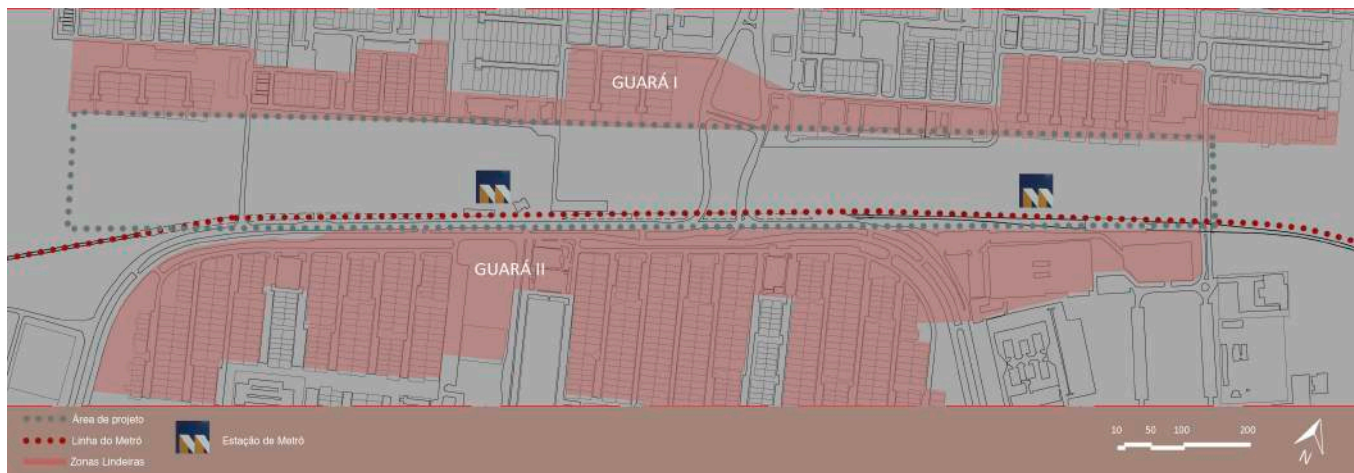 GUARÁ I
GUARÁ II
Área de projeto
Linha do Metrô
Zonas Lindeiras
Estação de Metrô
10 50 100 200
N